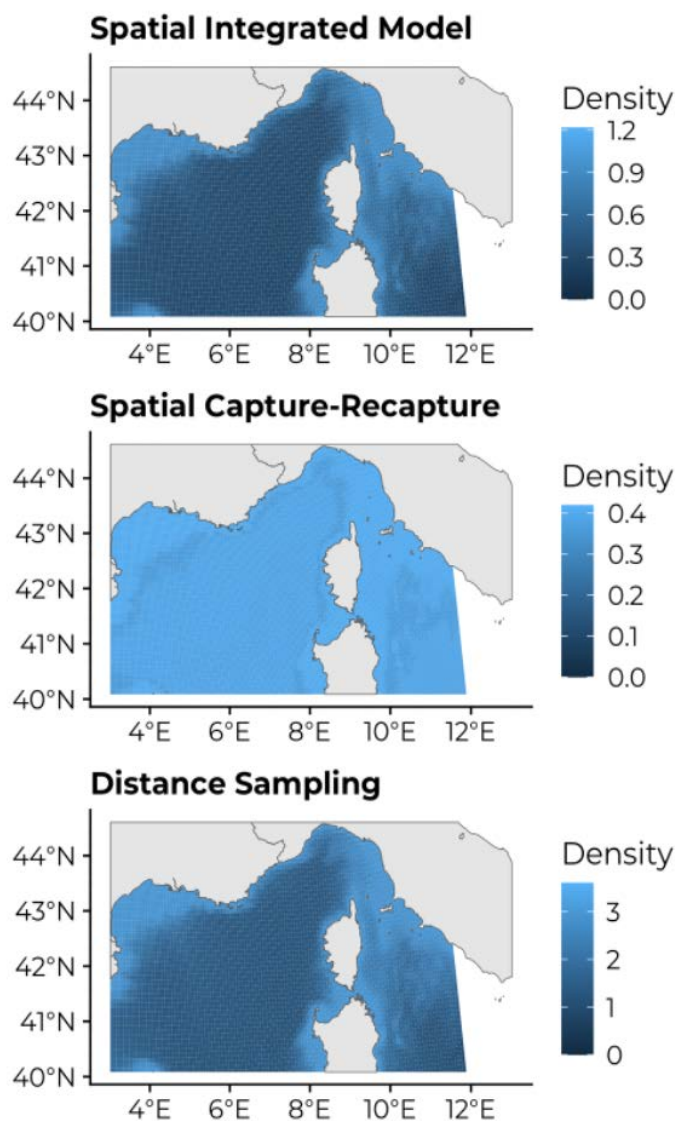 Spatial Integrated Model
44°N
43°N
42°N
41°N
40°N
4°E 6°E 8°E 10°E 12°E
Density
1.2
0.9
0.6
0.3
0.0
Spatial Capture-Recapture
44°N
43°N
42°N
41°N
40°N
4°E 6°E 8°E 10°E 12°E
Density
0.4
0.3
0.2
0.1
0.0
Distance Sampling
44°N
43°N
42°N
41°N
40°N
4°E 6°E 8°E 10°E 12°E
Density
3
2
1
0